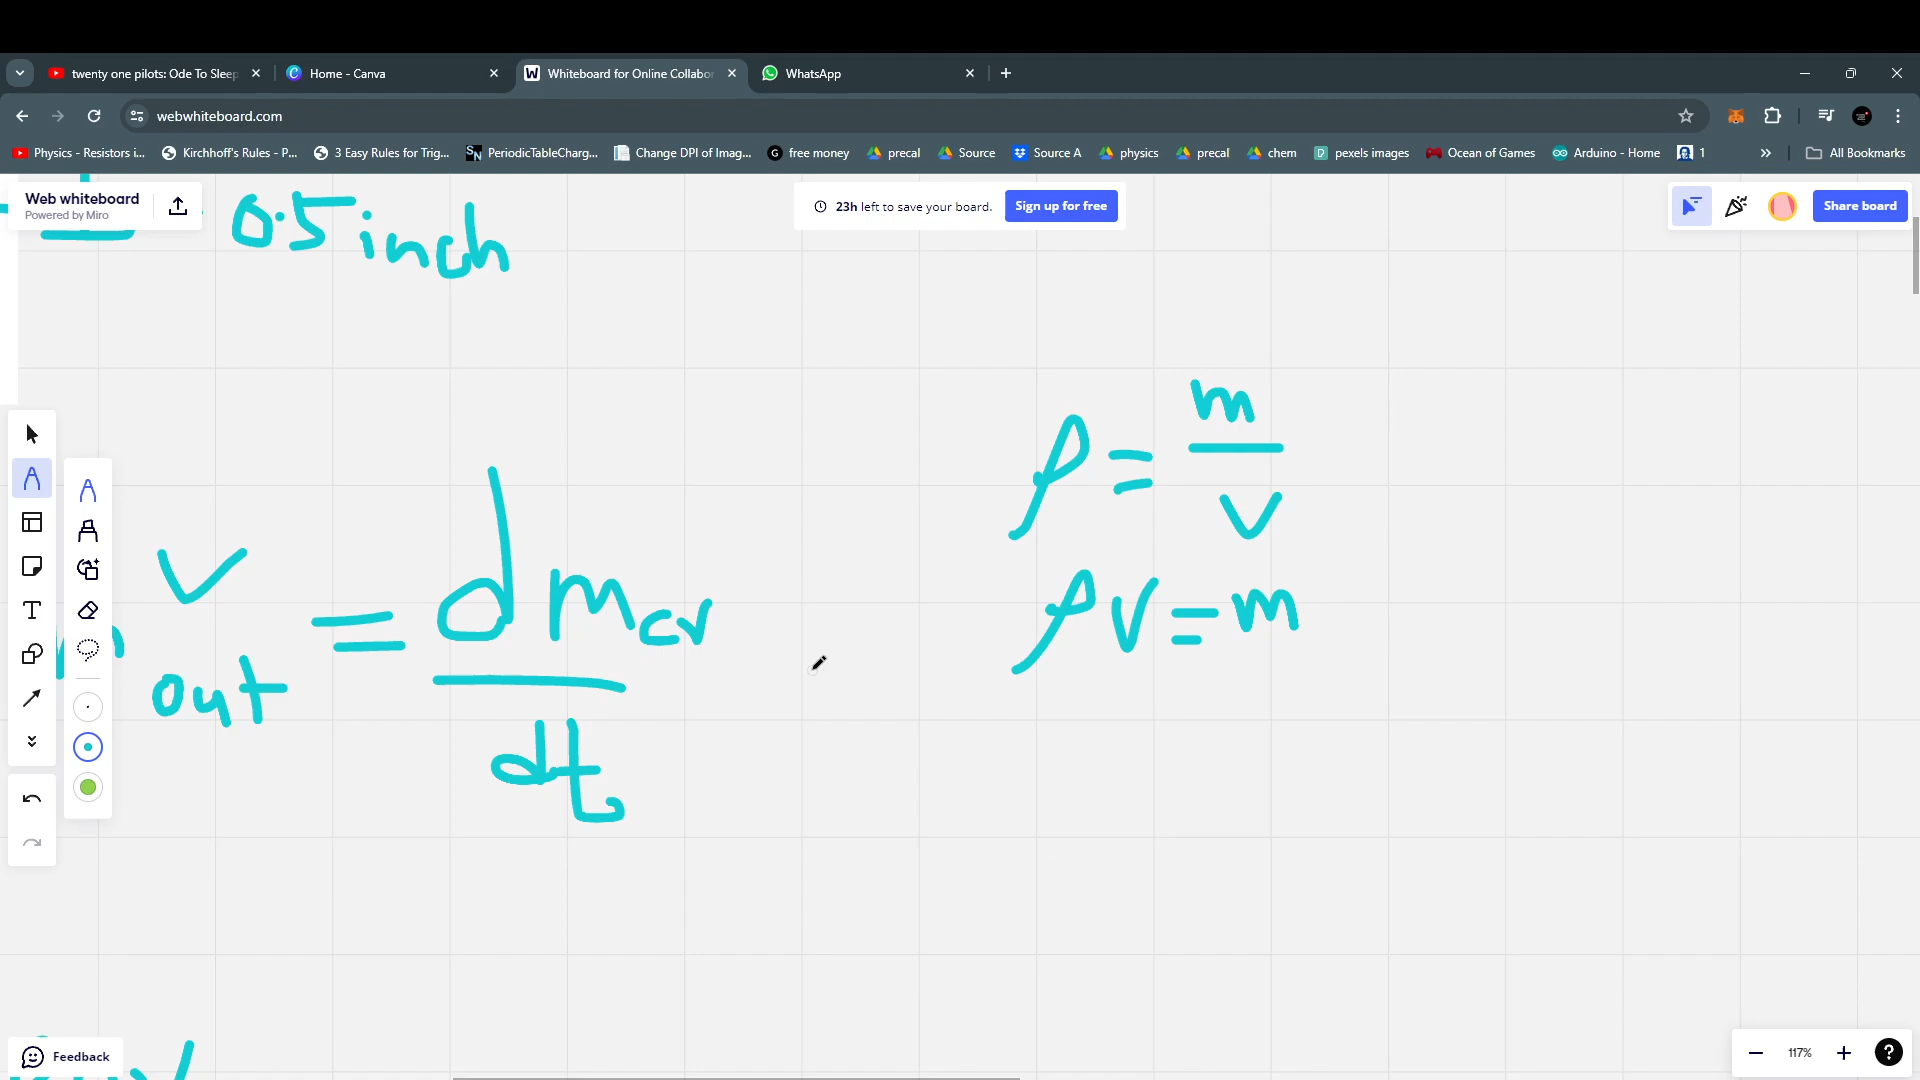 twenty one pilots: Ode To Sleep
Home - Canva
Whiteboard for Online Collabor
WhatsApp
webwhiteboard.com
Physics - Resistors i...
Kirchhoff's Rules - P...
3 Easy Rules for Trig...
PeriodicTableCharg...
Change DPI of Imag...
free money
precal
Source
Source A
physics
precal
chem
pexels images
Ocean of Games
Arduino - Home
1
All Bookmarks
Web whiteboard
Powered by Miro
23h left to save your board.
Sign up for free
Share board
0.5 inch
ρ = m
V
ρV = m
out
= dm
dt
Feedback
117%